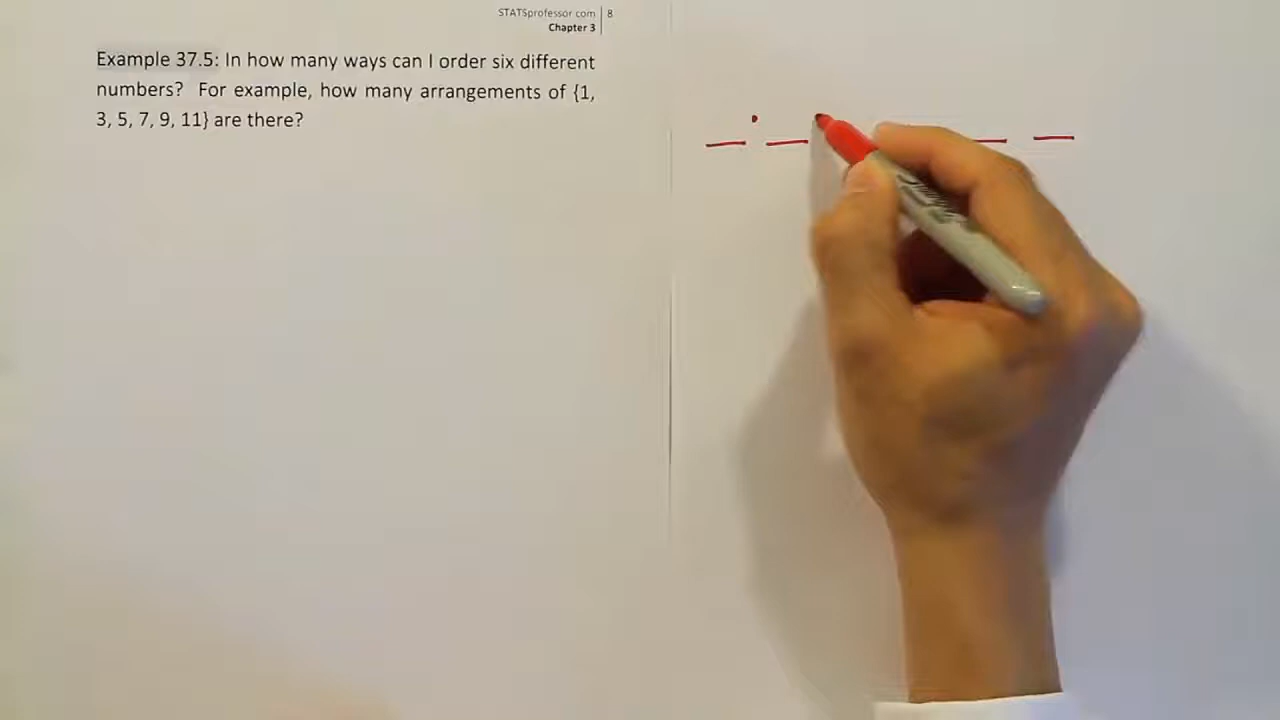 STATSprofessor.com | 8
Chapter 3
Example 37.5: In how many ways can I order six different
numbers? For example, how many arrangements of {1,
3, 5, 7, 9, 11} are there?